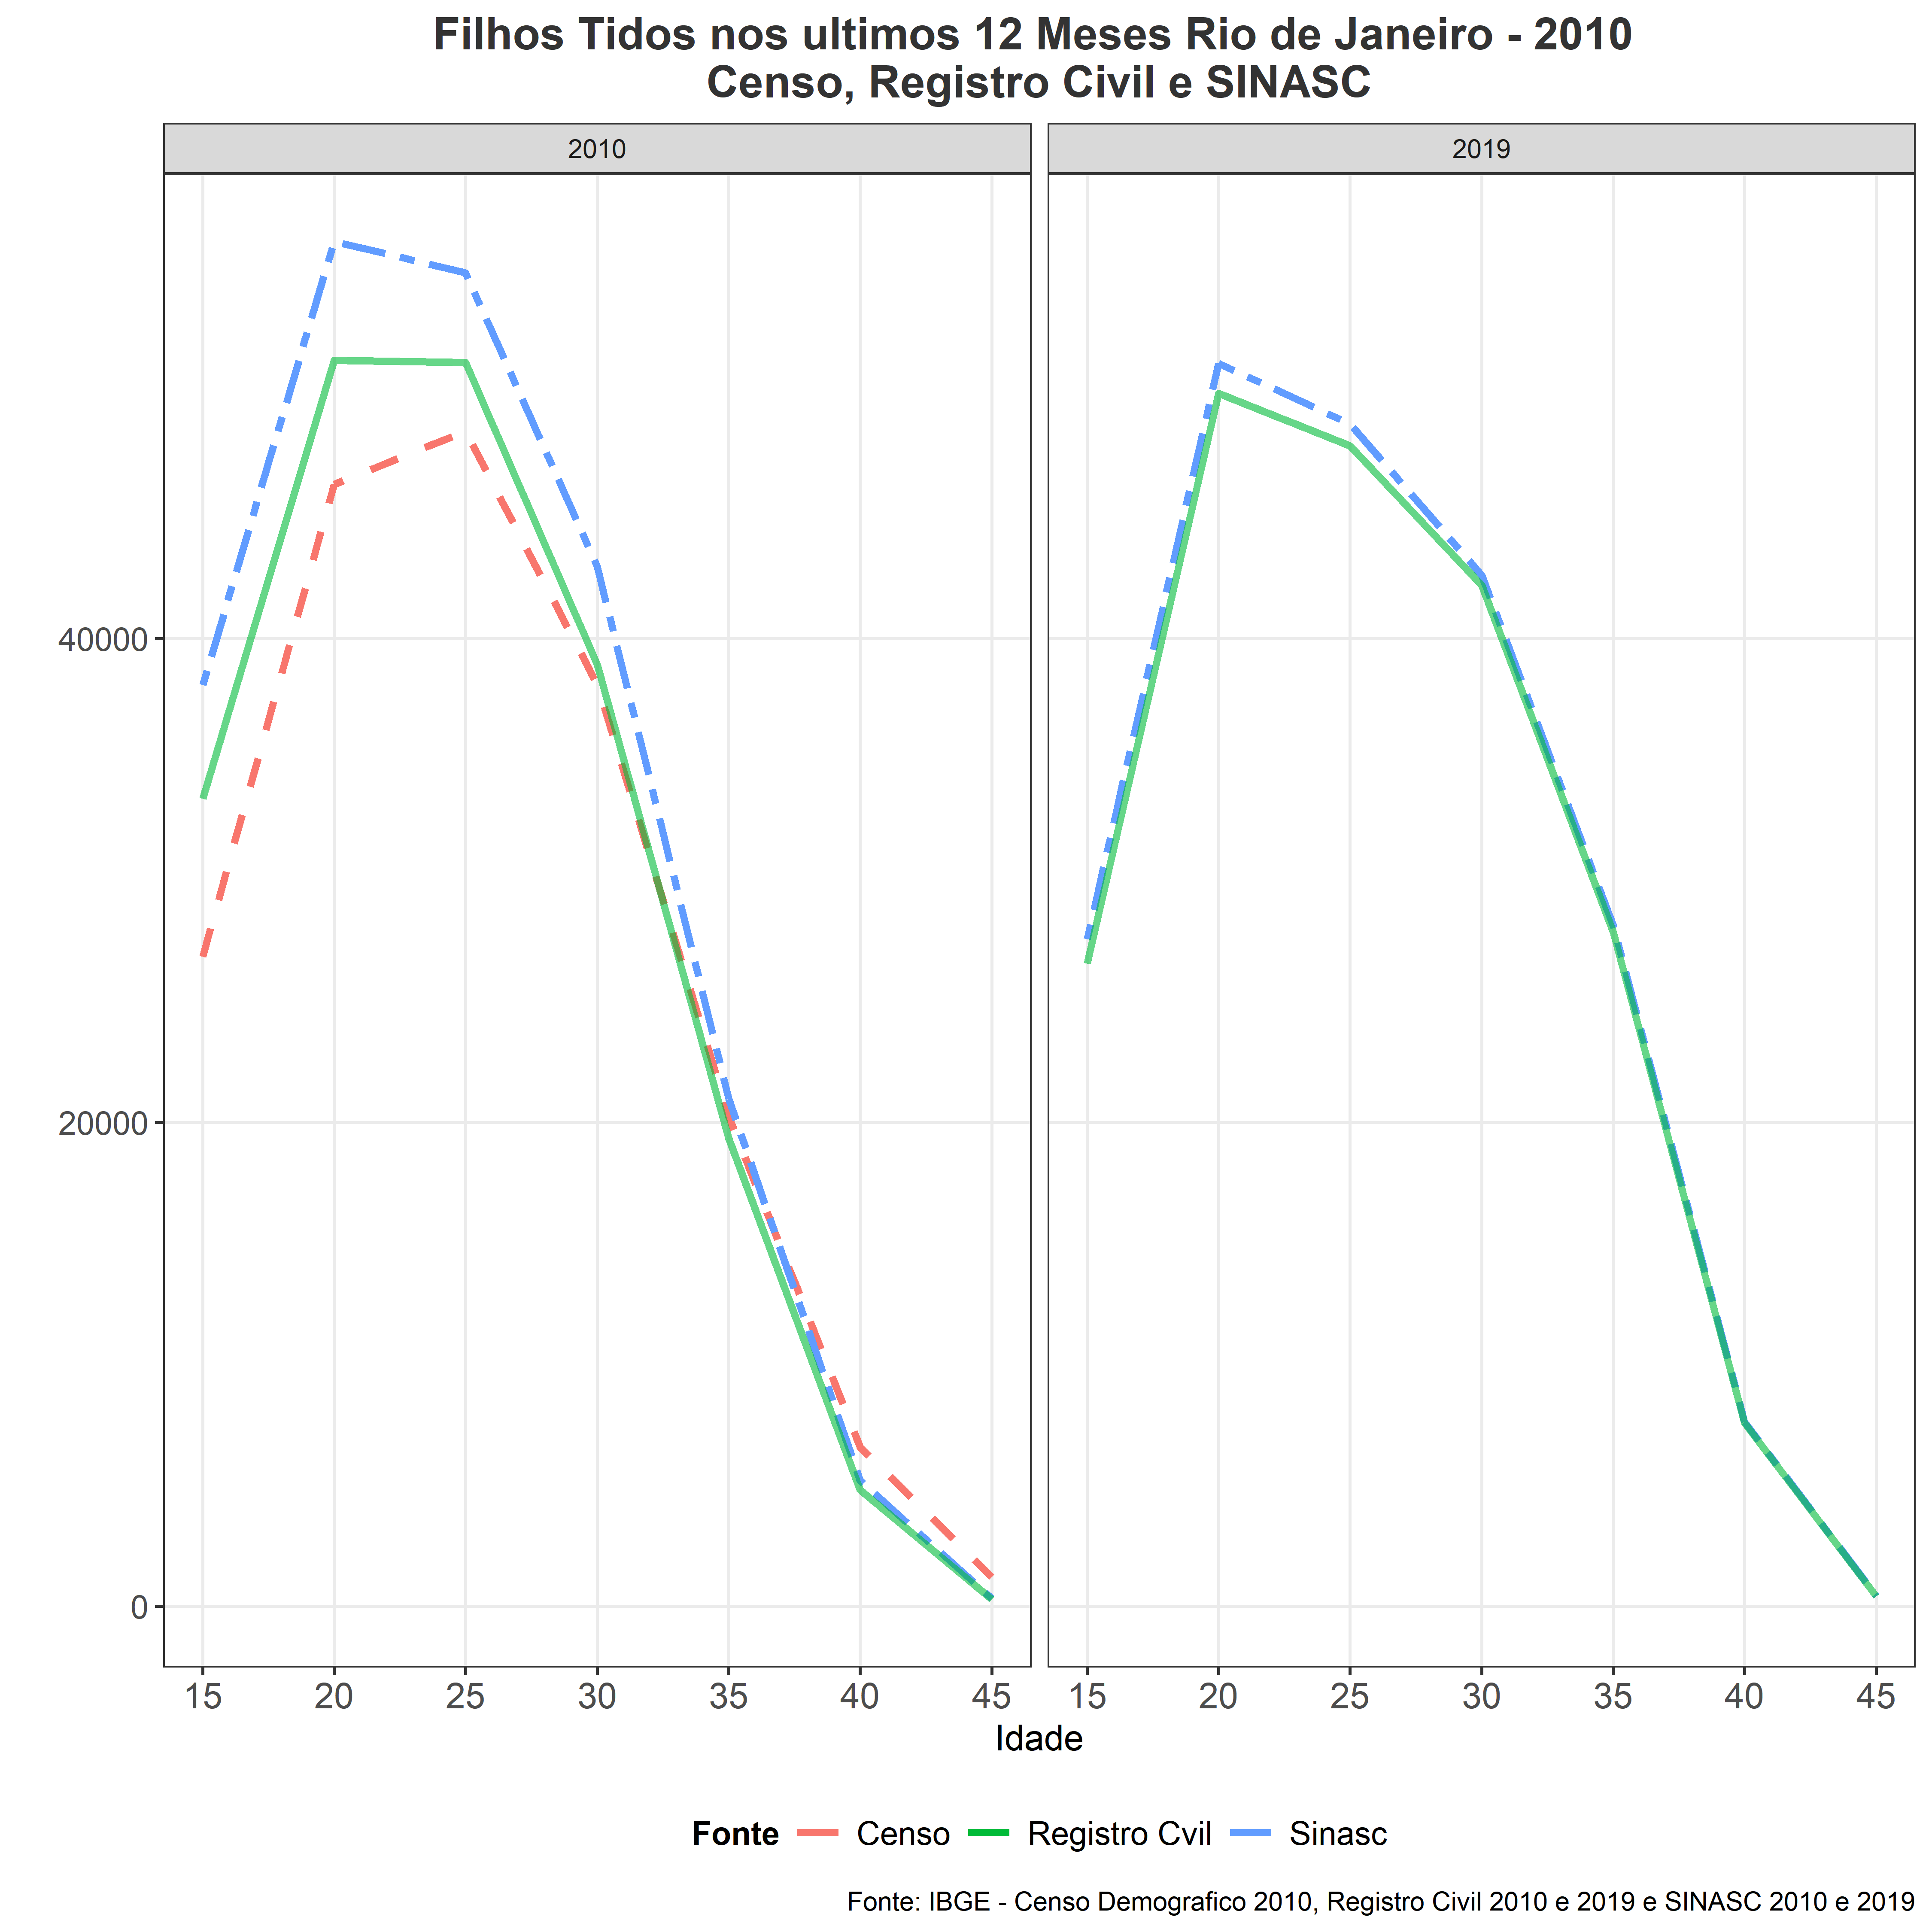 Filhos Tidos nos ultimos 12 Meses Rio de Janeiro - 2010
Censo, Registro Civil e SINASC
2010 2019
40000
20000
0
15 20 25 30 35 40 45 15 20 25 30 35 40 45
Idade
Fonte Censo Registro Cvil Sinasc
Fonte: IBGE - Censo Demografico 2010, Registro Civil 2010 e 2019 e SINASC 2010 e 2019